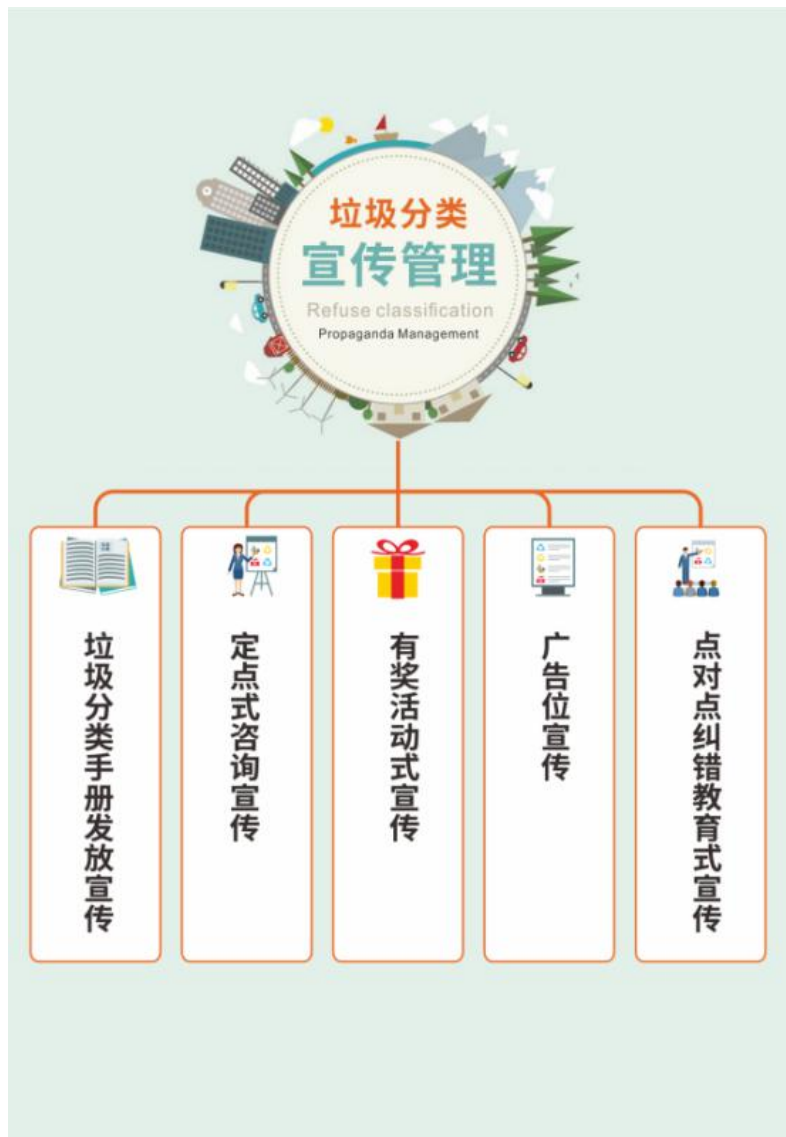 垃圾分类
宣传管理
Refuse classification
Propaganda Management
垃圾分类手册发放宣传
定点式咨询宣传
有奖活动式宣传
广告位宣传
点对点纠错教育式宣传